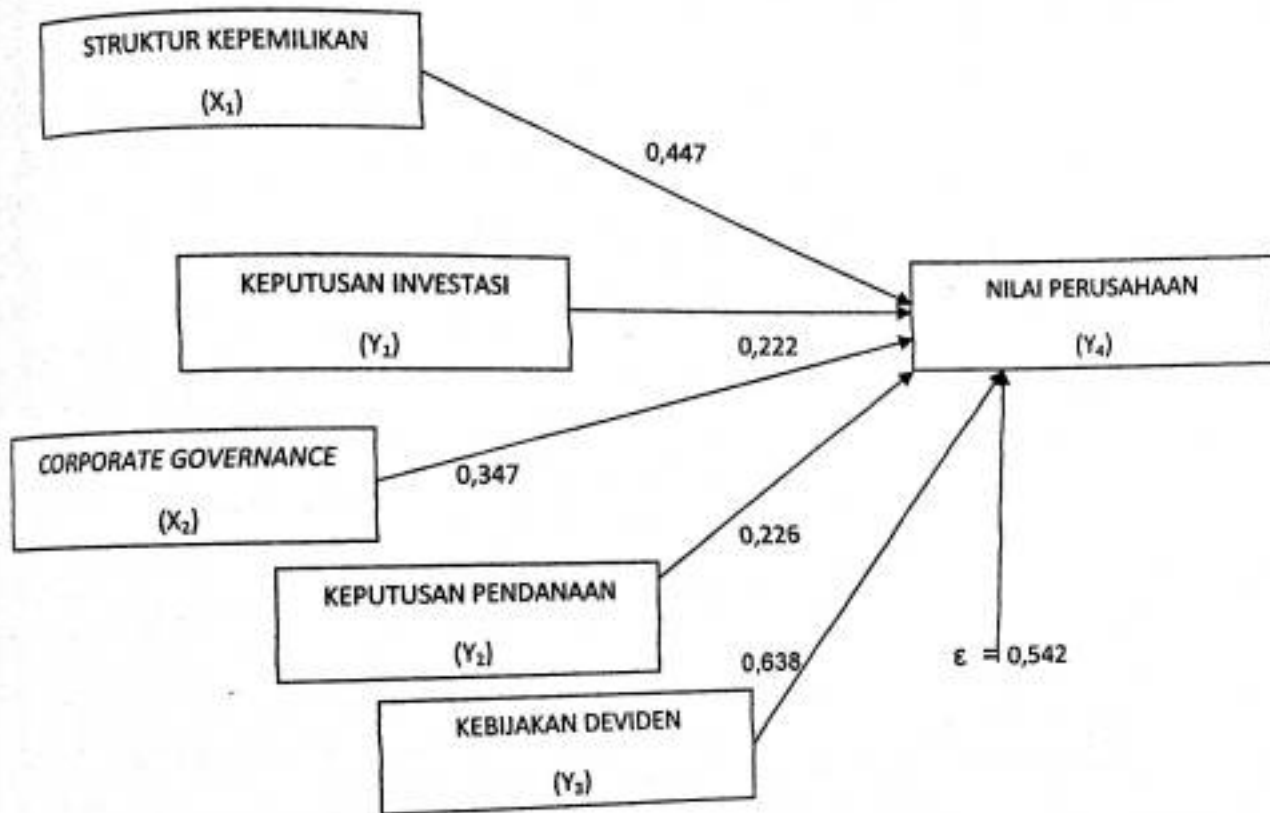 STRUKTUR KEPEMILIKAN
(X₁)
0,447
KEPUTUSAN INVESTASI
(Y₁)
NILAI PERUSAHAAN
(Y₄)
0,222
CORPORATE GOVERNANCE
(X₂)
0,347
0,226
KEPUTUSAN PENDANAAN
(Y₂)
0,638
ε = 0,542
KEBIJAKAN DEVIDEN
(Y₃)